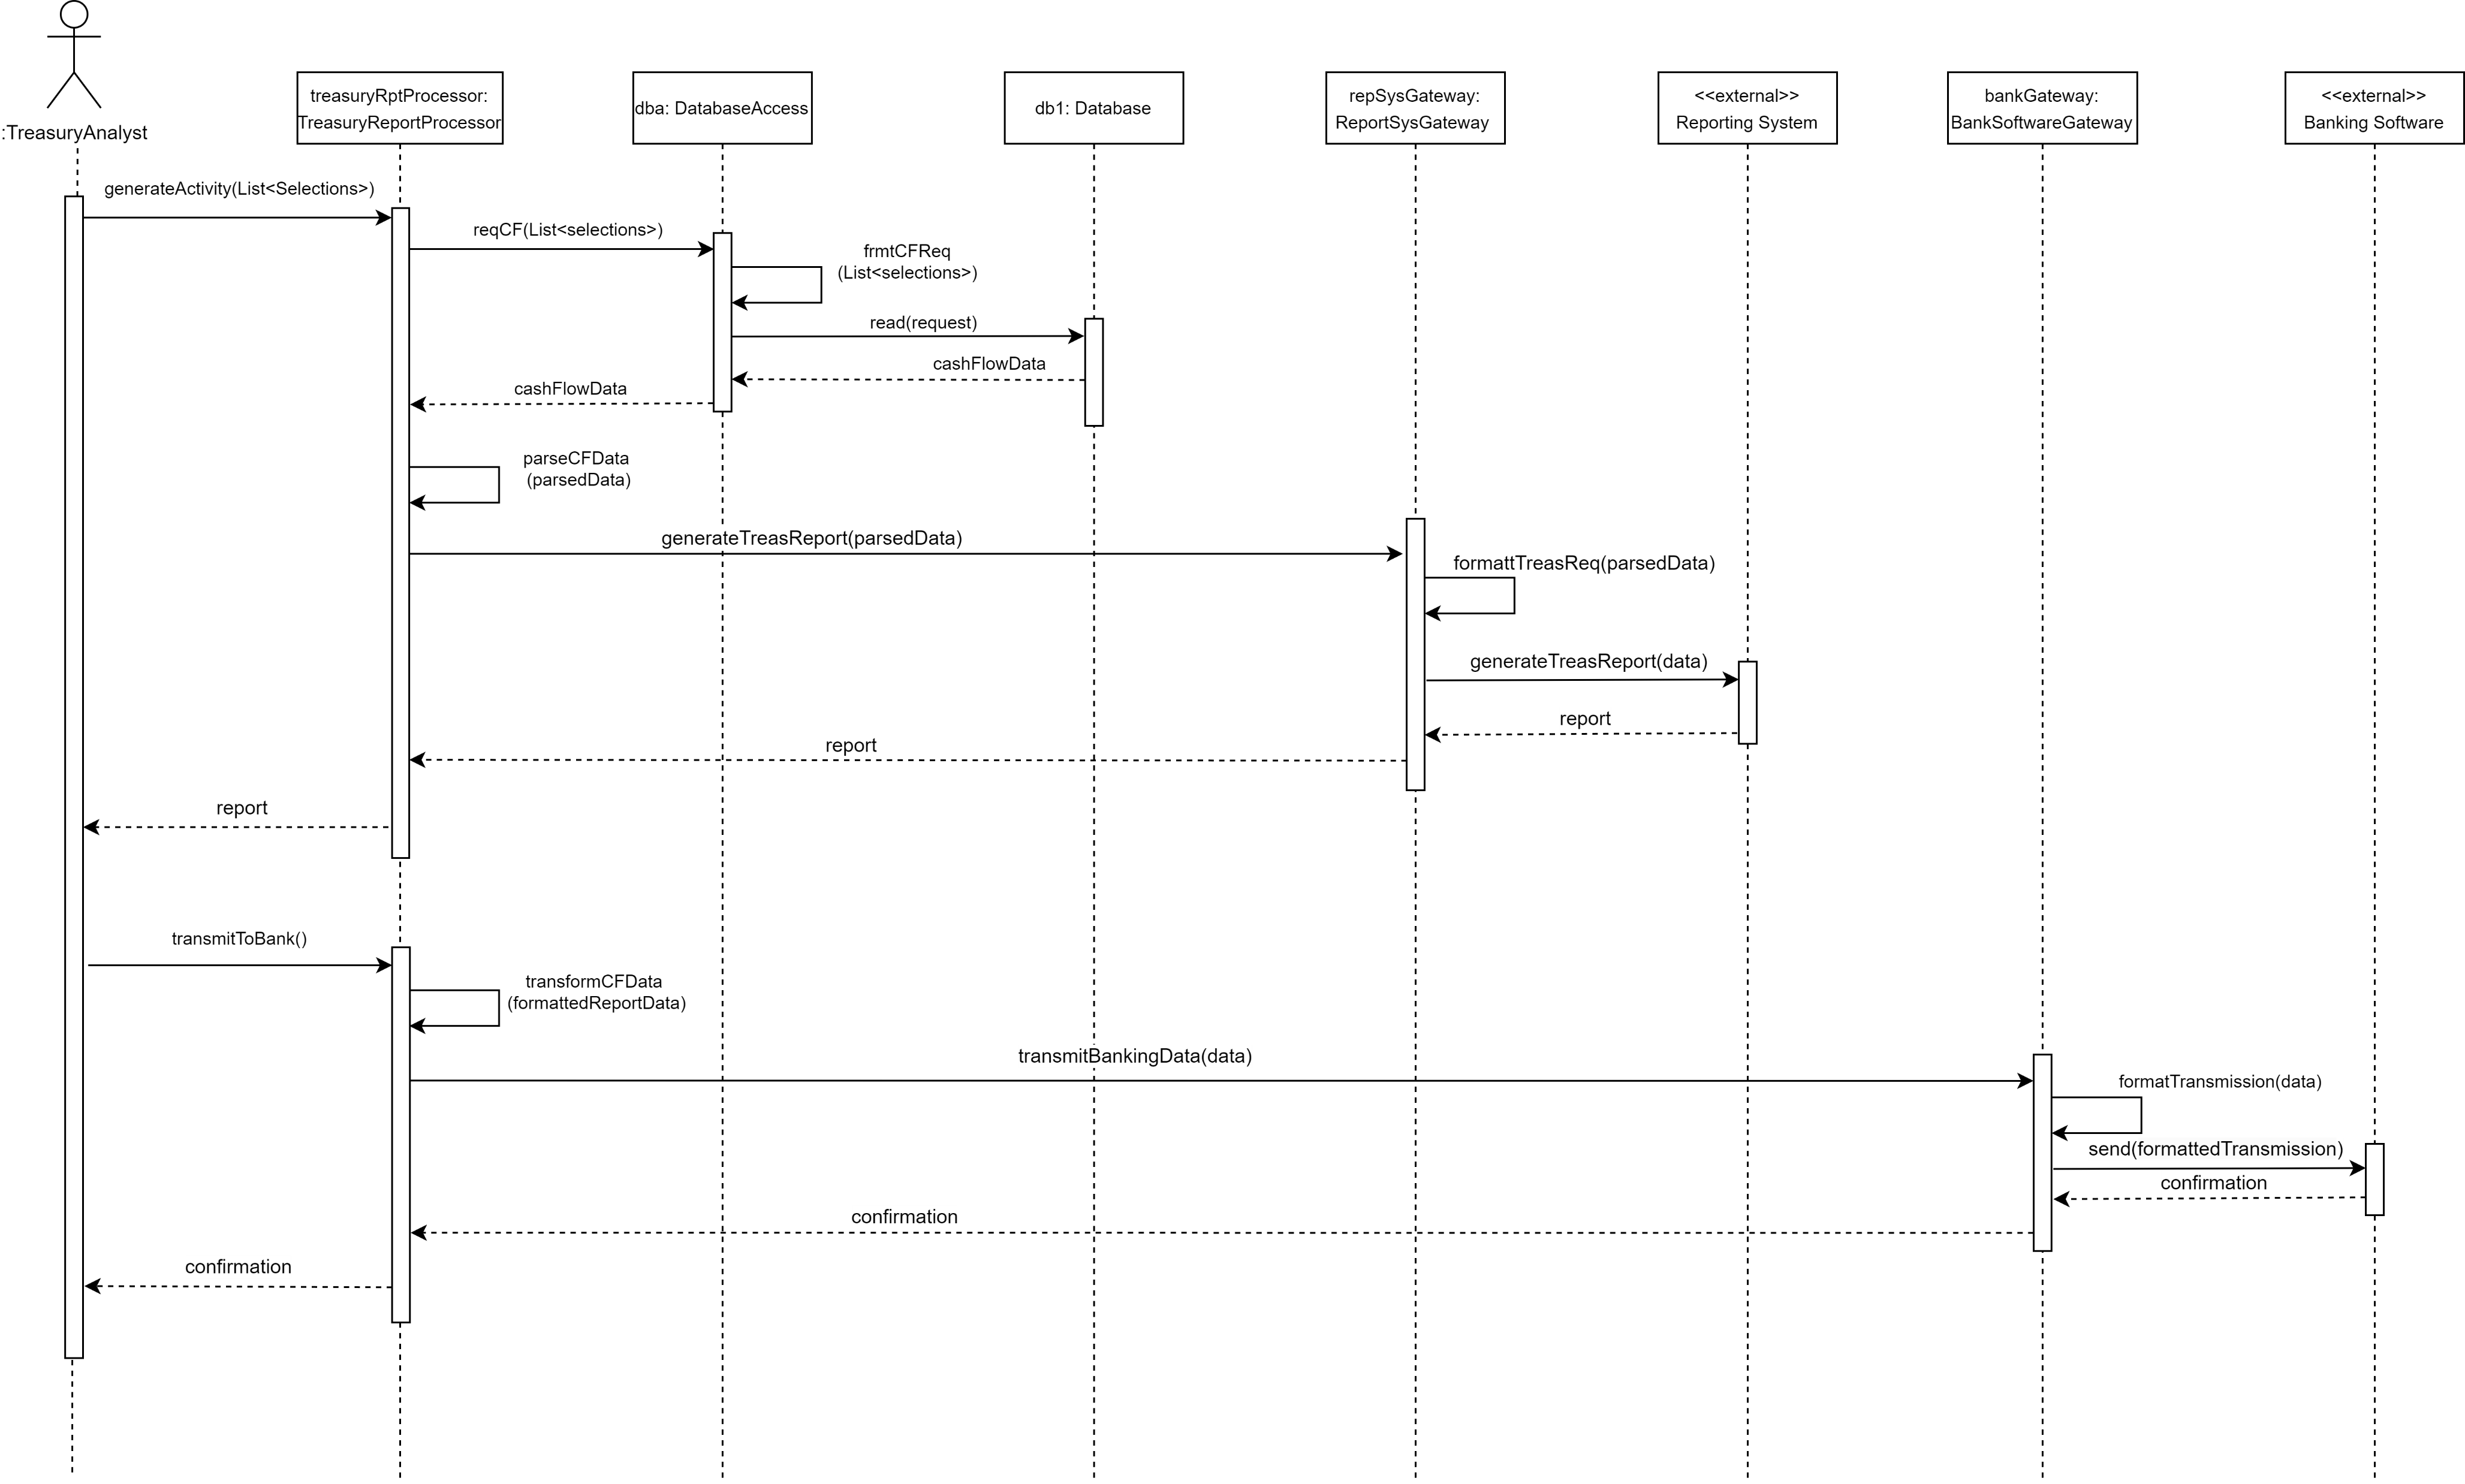 :TreasuryAnalyst
treasuryRptProcessor:
TreasuryReportProcessor
dba: DatabaseAccess
db1: Database
repSysGateway:
ReportSysGateway
<<external>>
Reporting System
bankGateway:
BankSoftwareGateway
<<external>>
Banking Software
generateActivity(List<Selections>)
reqCF(List<selections>)
frmtCFReq
(List<selections>)
read(request)
cashFlowData
cashFlowData
parseCFData
(parsedData)
generateTreasReport(parsedData)
formattTreasReq(parsedData)
generateTreasReport(data)
report
report
report
transmitToBank()
transformCFData
(formattedReportData)
transmitBankingData(data)
formatTransmission(data)
send(formattedTransmission)
confirmation
confirmation
confirmation